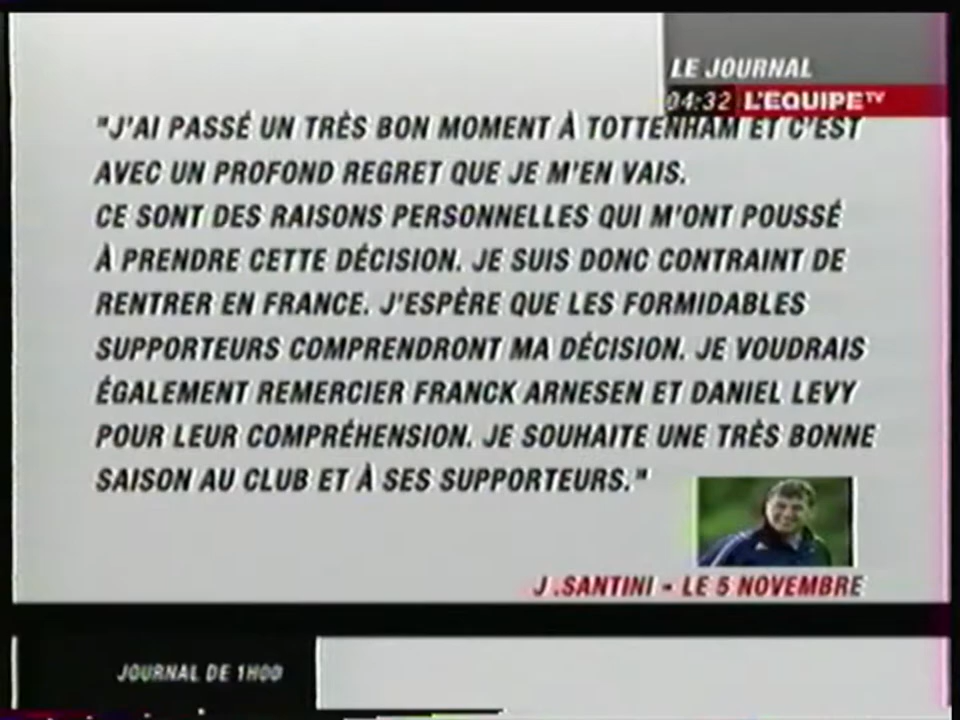 LE JOURNAL
04:32 L'EQUIPE TV
"J'AI PASSÉ UN TRÈS BON MOMENT À TOTTENHAM ET C'EST
AVEC UN PROFOND REGRET QUE JE M'EN VAIS.
CE SONT DES RAISONS PERSONNELLES QUI M'ONT POUSSÉ
À PRENDRE CETTE DÉCISION. JE SUIS DONC CONTRAINT DE
RENTRER EN FRANCE. J'ESPÈRE QUE LES FORMIDABLES
SUPPORTEURS COMPRENDRONT MA DÉCISION. JE VOUDRAIS
ÉGALEMENT REMERCIER FRANCK ARNESEN ET DANIEL LEVY
POUR LEUR COMPRÉHENSION. JE SOUHAITE UNE TRÈS BONNE
SAISON AU CLUB ET À SES SUPPORTEURS."
J .SANTINI - LE 5 NOVEMBRE
JOURNAL DE 1H00